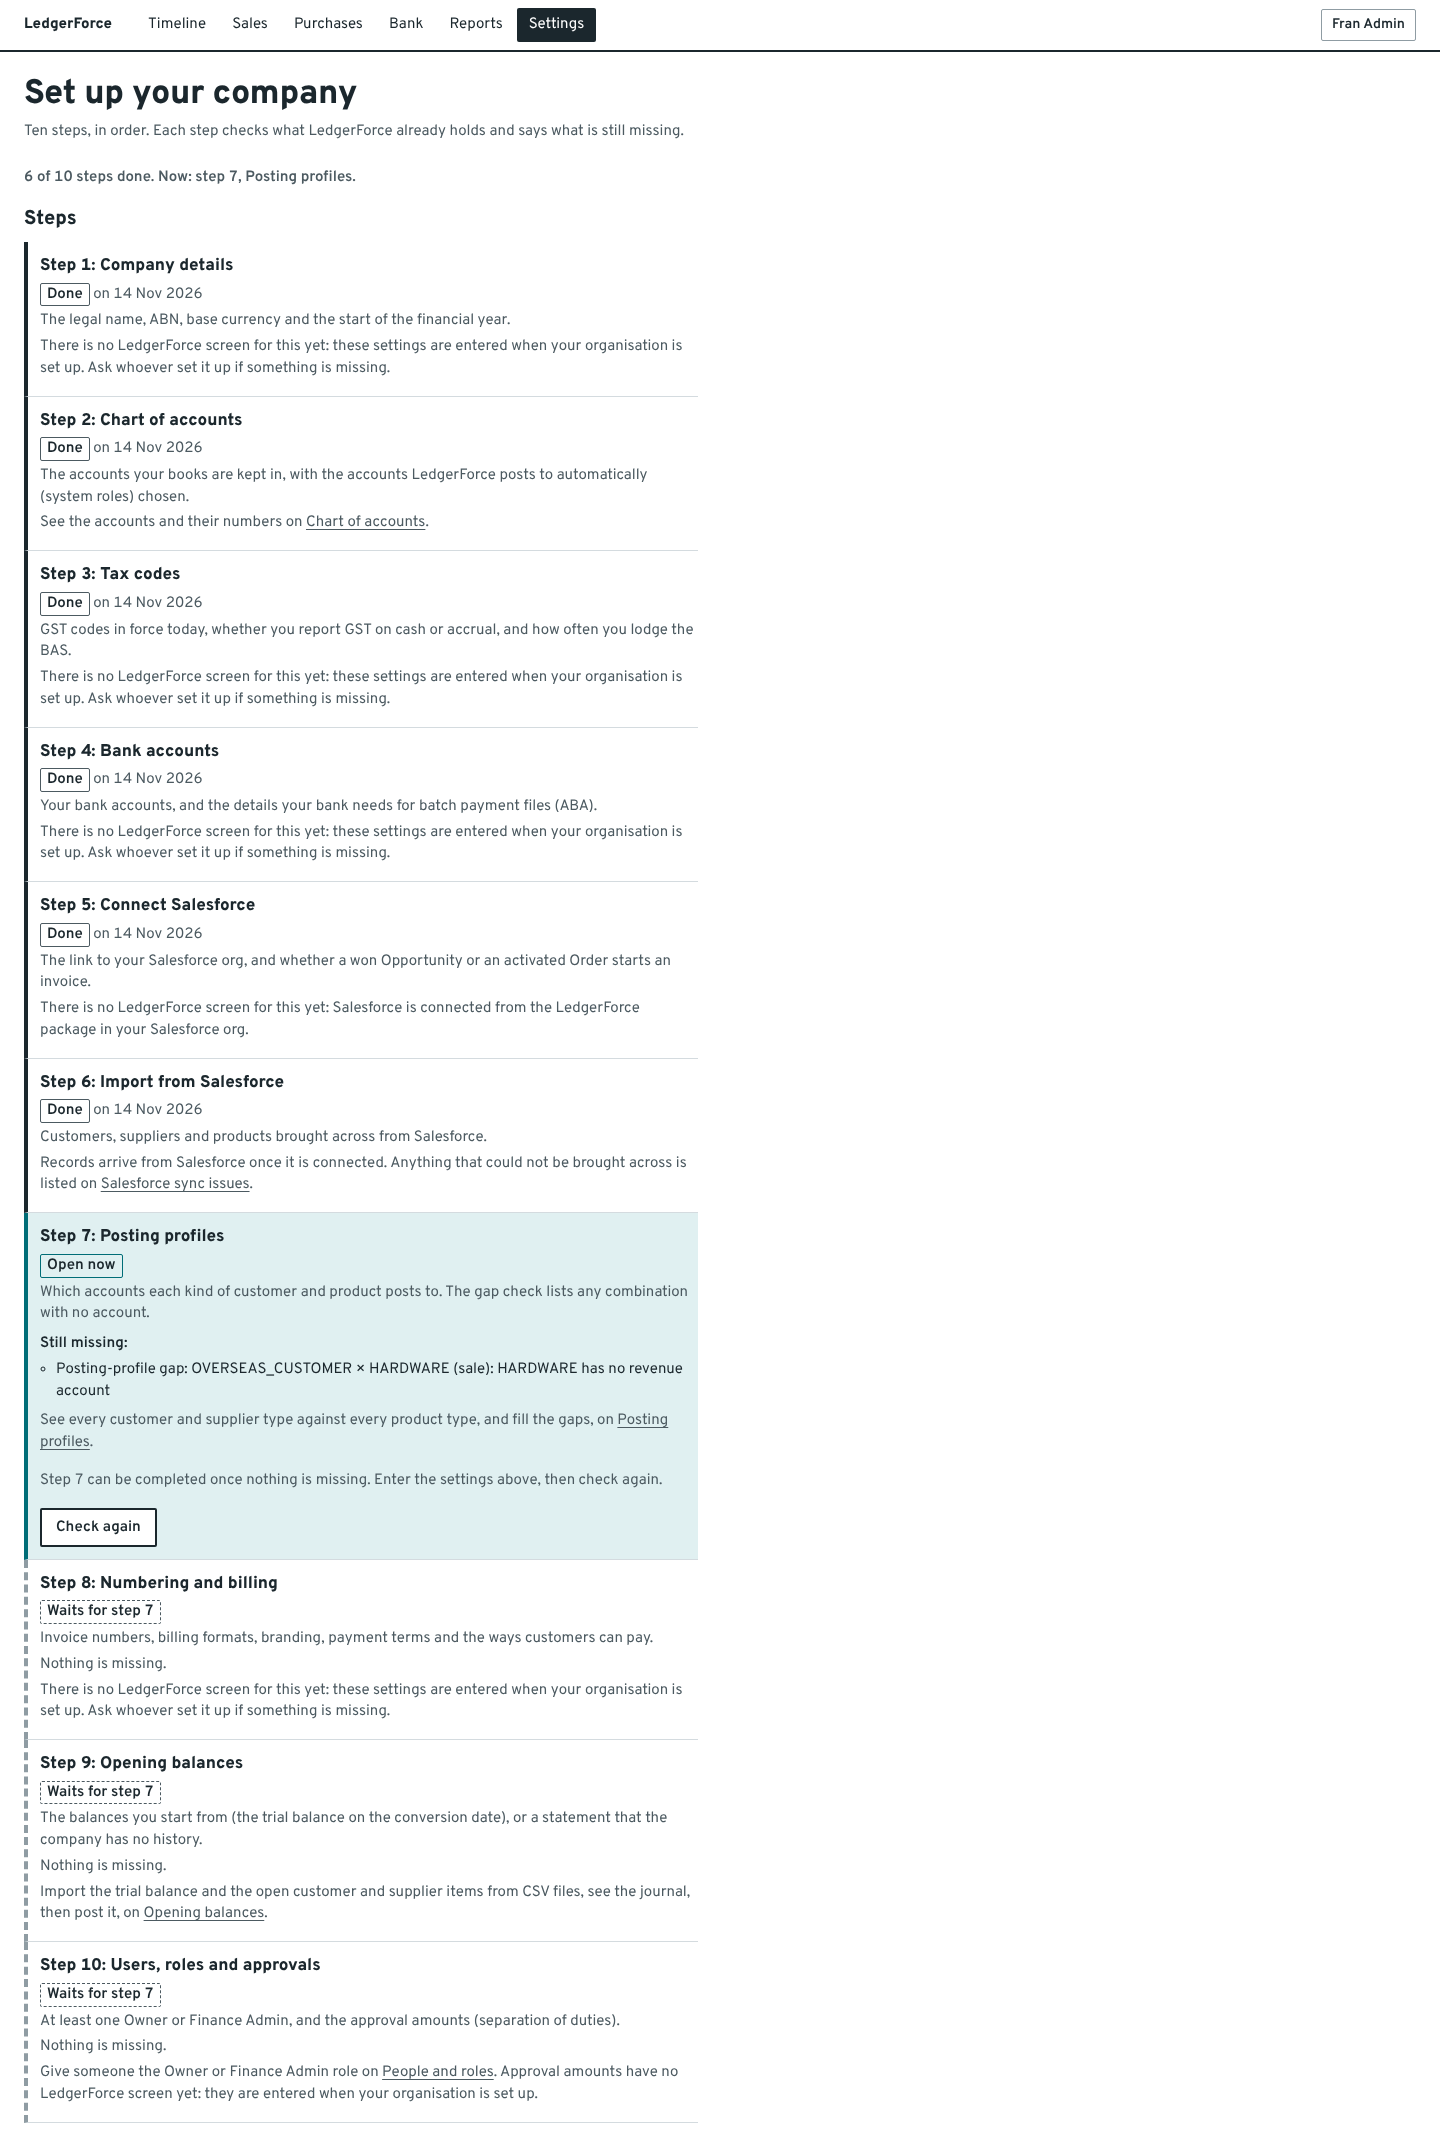 LedgerForce Timeline Sales Purchases Bank Reports Settings Fran Admin
Set up your company
Ten steps, in order. Each step checks what LedgerForce already holds and says what is still missing.
6 of 10 steps done. Now: step 7, Posting profiles.
Steps
Step 1: Company details
Done on 14 Nov 2026
The legal name, ABN, base currency and the start of the financial year.
There is no LedgerForce screen for this yet: these settings are entered when your organisation is
set up. Ask whoever set it up if something is missing.
Step 2: Chart of accounts
Done on 14 Nov 2026
The accounts your books are kept in, with the accounts LedgerForce posts to automatically
(system roles) chosen.
See the accounts and their numbers on Chart of accounts.
Step 3: Tax codes
Done on 14 Nov 2026
GST codes in force today, whether you report GST on cash or accrual, and how often you lodge the
BAS.
There is no LedgerForce screen for this yet: these settings are entered when your organisation is
set up. Ask whoever set it up if something is missing.
Step 4: Bank accounts
Done on 14 Nov 2026
Your bank accounts, and the details your bank needs for batch payment files (ABA).
There is no LedgerForce screen for this yet: these settings are entered when your organisation is
set up. Ask whoever set it up if something is missing.
Step 5: Connect Salesforce
Done on 14 Nov 2026
The link to your Salesforce org, and whether a won Opportunity or an activated Order starts an
invoice.
There is no LedgerForce screen for this yet: Salesforce is connected from the LedgerForce
package in your Salesforce org.
Step 6: Import from Salesforce
Done on 14 Nov 2026
Customers, suppliers and products brought across from Salesforce.
Records arrive from Salesforce once it is connected. Anything that could not be brought across is
listed on Salesforce sync issues.
Step 7: Posting profiles
Open now
Which accounts each kind of customer and product posts to. The gap check lists any combination
with no account.
Still missing:
Posting-profile gap: OVERSEAS_CUSTOMER × HARDWARE (sale): HARDWARE has no revenue
account
See every customer and supplier type against every product type, and fill the gaps, on Posting
profiles.
Step 7 can be completed once nothing is missing. Enter the settings above, then check again.
Check again
Step 8: Numbering and billing
Waits for step 7
Invoice numbers, billing formats, branding, payment terms and the ways customers can pay.
Nothing is missing.
There is no LedgerForce screen for this yet: these settings are entered when your organisation is
set up. Ask whoever set it up if something is missing.
Step 9: Opening balances
Waits for step 7
The balances you start from (the trial balance on the conversion date), or a statement that the
company has no history.
Nothing is missing.
Import the trial balance and the open customer and supplier items from CSV files, see the journal,
then post it, on Opening balances.
Step 10: Users, roles and approvals
Waits for step 7
At least one Owner or Finance Admin, and the approval amounts (separation of duties).
Nothing is missing.
Give someone the Owner or Finance Admin role on People and roles. Approval amounts have no
LedgerForce screen yet: they are entered when your organisation is set up.